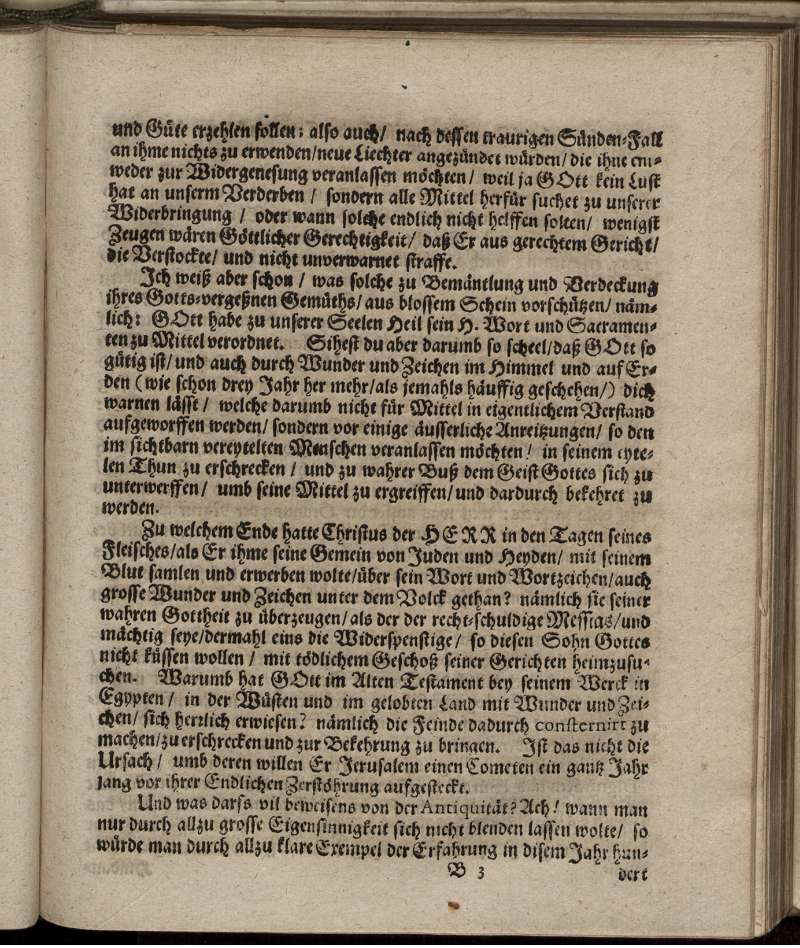 und Güte erzehlen sollen: also auch/ nach dessen traurigen Sünden-Fall
an ihme nichts zu erwenden/neue Liechter angezündet würden/ die ihne ent-
weder zur Widergenesung veranlassen möchten/ weil ja GOtt kein Lust
hat an unserm Verderben / sondern alle Mittel herfür suchet zu unserer
Widerbringung / oder wann solche endlich nicht helffen solten/ wenigst
Zeugen wären Göttlicher Gerechtigkeit/ daß Er aus gerechtem Gericht/
die Verstockte/ und nicht unverwarnet straffe.
Ich weiß aber schon / was solche zu Bemäntlung und Verdeckung
ihres Gotts-vergeßnen Gemüths/ aus blossem Schein vorschützen/ näm-
lich: GOtt habe zu unserer Seelen Heil sein H. Wort und Sacramen-
ten zu Mittel verordnet. Sihest du aber darumb so scheel/daß GOtt so
gütig ist/ und auch durch Wunder und Zeichen im Himmel und auf Er-
den (wie schon drey Jahr her mehr/als jemahls häuffig geschehen/) dich
warnen lässt/ welche darumb nicht für Mittel in eigentlichem Verstand
aufgeworffen werden/ sondern vor einige äusserliche Anreitzungen/ so den
im sichtbarn vereytelten Menschen veranlassen möchten/ in seinem eyte-
len Thun zu erschrecken / und zu wahrer Buß dem Geist Gottes sich zu
unterwerffen/ umb seine Mittel zu ergreiffen/und dardurch bekehret zu
werden.
Zu welchem Ende hatte Christus der HERR in den Tagen seines
Fleisches/als Er ihme seine Gemein von Juden und Heyden/ mit seinem
Blut samlen und erwerben wolte/über sein Wort und Wortzeichen/auch
grosse Wunder und Zeichen unter dem Volck gethan? nämlich sie seiner
wahren Gottheit zu überzeugen/als der der recht-schuldige Messias/und
mächtig seye/dermahl eins die Widerspenstige/ so diesen Sohn Gottes
nicht küssen wollen / mit tödlichem Geschoß seiner Gerichten heimzusu-
chen. Warumb hat GOtt im Alten Testament bey seinem Werck in
Egypten/ in der Wüsten und im gelobten Land mit Wunder und Zei-
chen/ sich herrlich erwiesen? nämlich die Feinde dadurch consternirt zu
machen/zu erschrecken und zur Bekehrung zu bringen. Ist das nicht die
Ursach/ umb deren willen Er Jerusalem einen Cometen ein gantz Jahr
lang vor ihrer Endlichen Zerstöhrung aufgesteckt.
Und was darfs vil beweisens von der Antiquität? Ach! wann man
nur durch allzu grosse Eigensinnigkeit sich nicht blenden lassen wolte/ so
würde man durch allzu klare Exempel der Erfahrung in disem Jahr hun-
B 3 dert